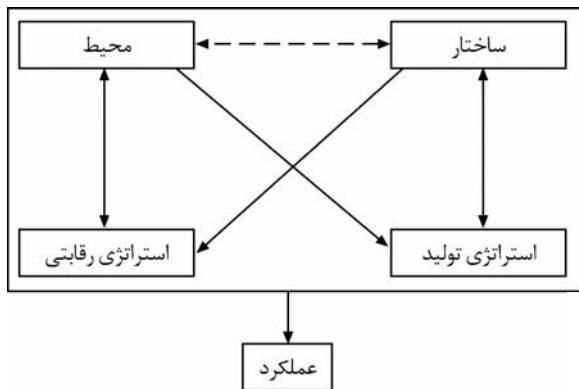 ساختار
محیط
استراتژی تولید
استراتژی رقابتی
عملکرد